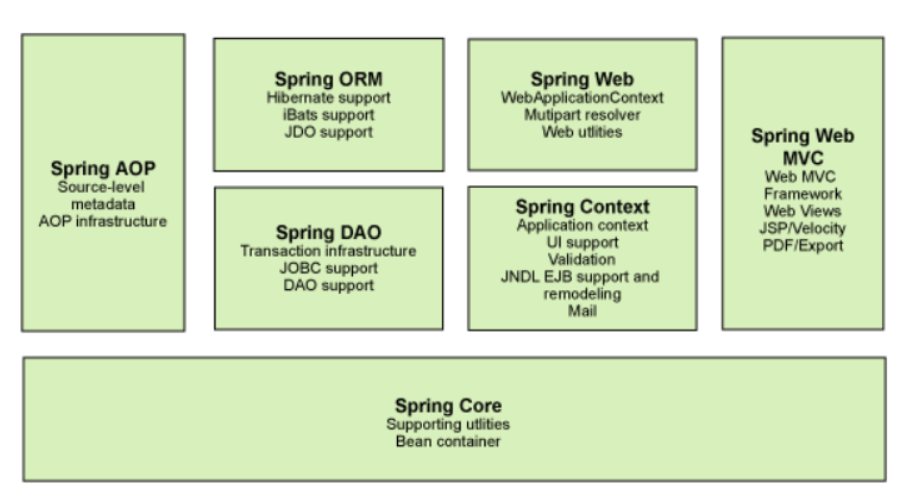 Spring AOP
Source-level
metadata
AOP infrastructure
Spring ORM
Hibernate support
iBats support
JDO support
Spring DAO
Transaction infrastructure
JOBC support
DAO support
Spring Web
WebApplicationContext
Mutipart resolver
Web utlities
Spring Context
Application context
UI support
Validation
JNDL EJB support and
remodeling
Mail
Spring Web
MVC
Web MVC
Framework
Web Views
JSP/Velocity
PDF/Export
Spring Core
Supporting utlities
Bean container